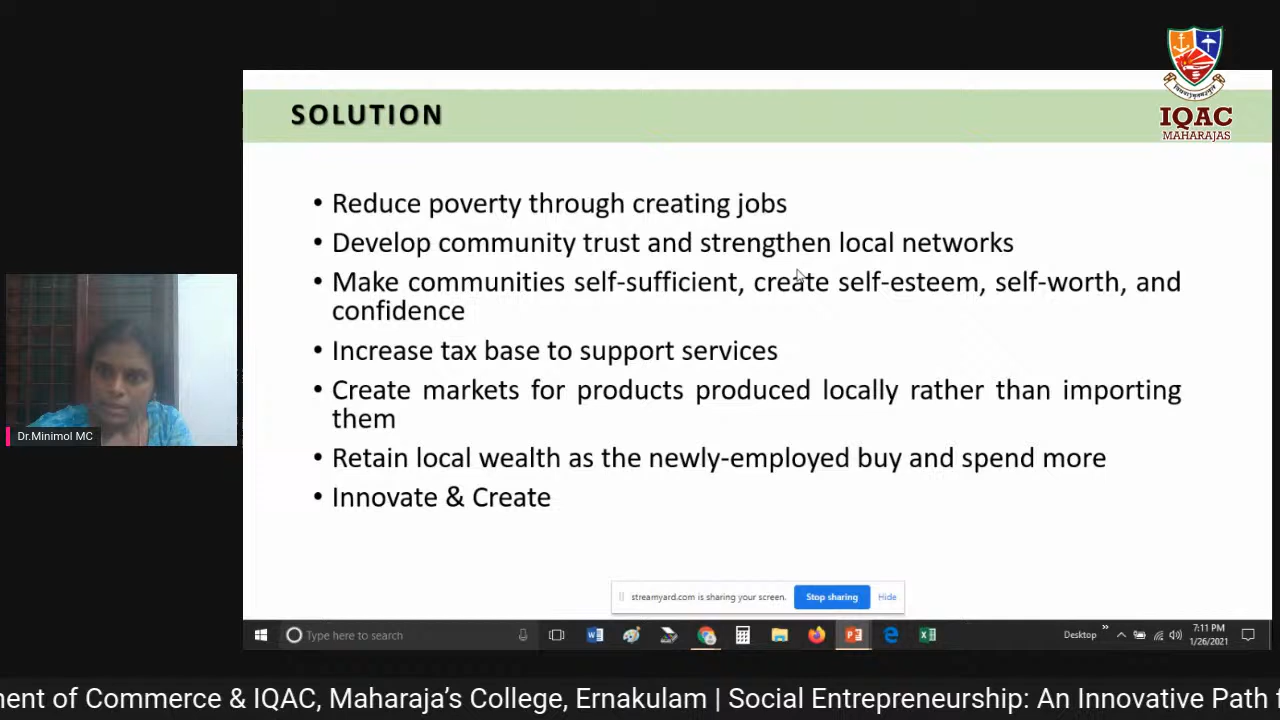 IQAC
MAHARAJAS
SOLUTION
• Reduce poverty through creating jobs
• Develop community trust and strengthen local networks
• Make communities self-sufficient, create self-esteem, self-worth, and
confidence
• Increase tax base to support services
• Create markets for products produced locally rather than importing
them
• Retain local wealth as the newly-employed buy and spend more
• Innovate & Create
Dr.Minimol MC
streamyard.com is sharing your screen. Stop sharing Hide
Type here to search
Desktop
7:11 PM
1/26/2021
ment of Commerce & IQAC, Maharaja's College, Ernakulam | Social Entrepreneurship: An Innovative Path